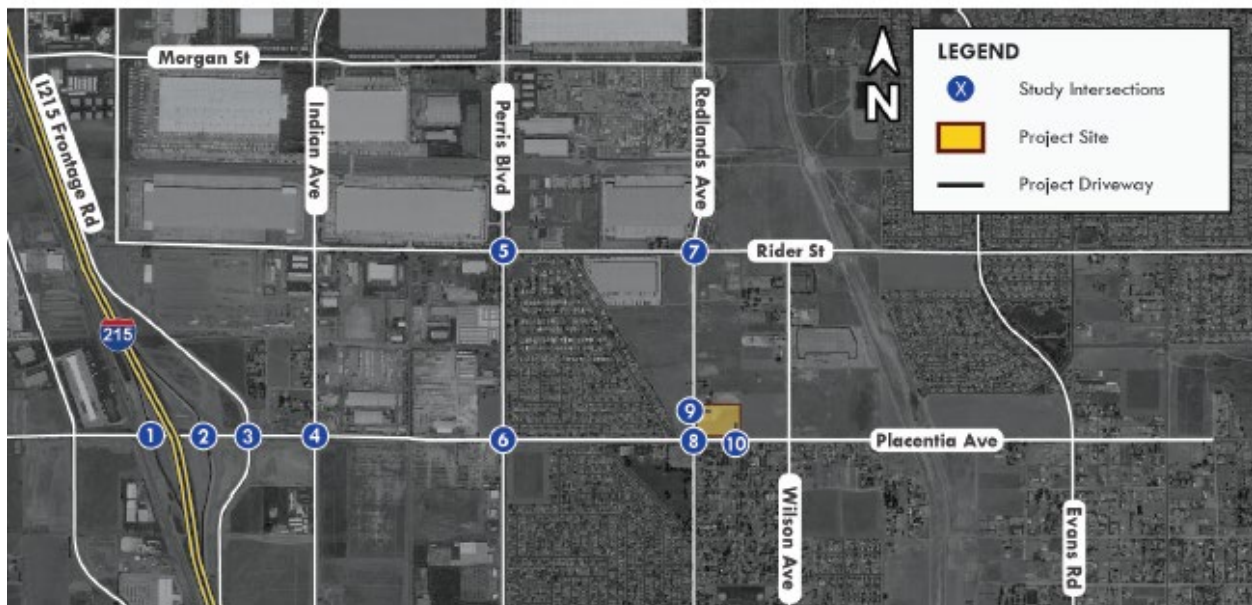 Morgan St
I215 Frontage Rd
Indian Ave
Perris Blvd
Redlands Ave
N
LEGEND
X Study Intersections
Project Site
Project Driveway
5
7
Rider St
215
9
1
2
3
4
6
8
10
Placentia Ave
Wilson Ave
Evans Rd